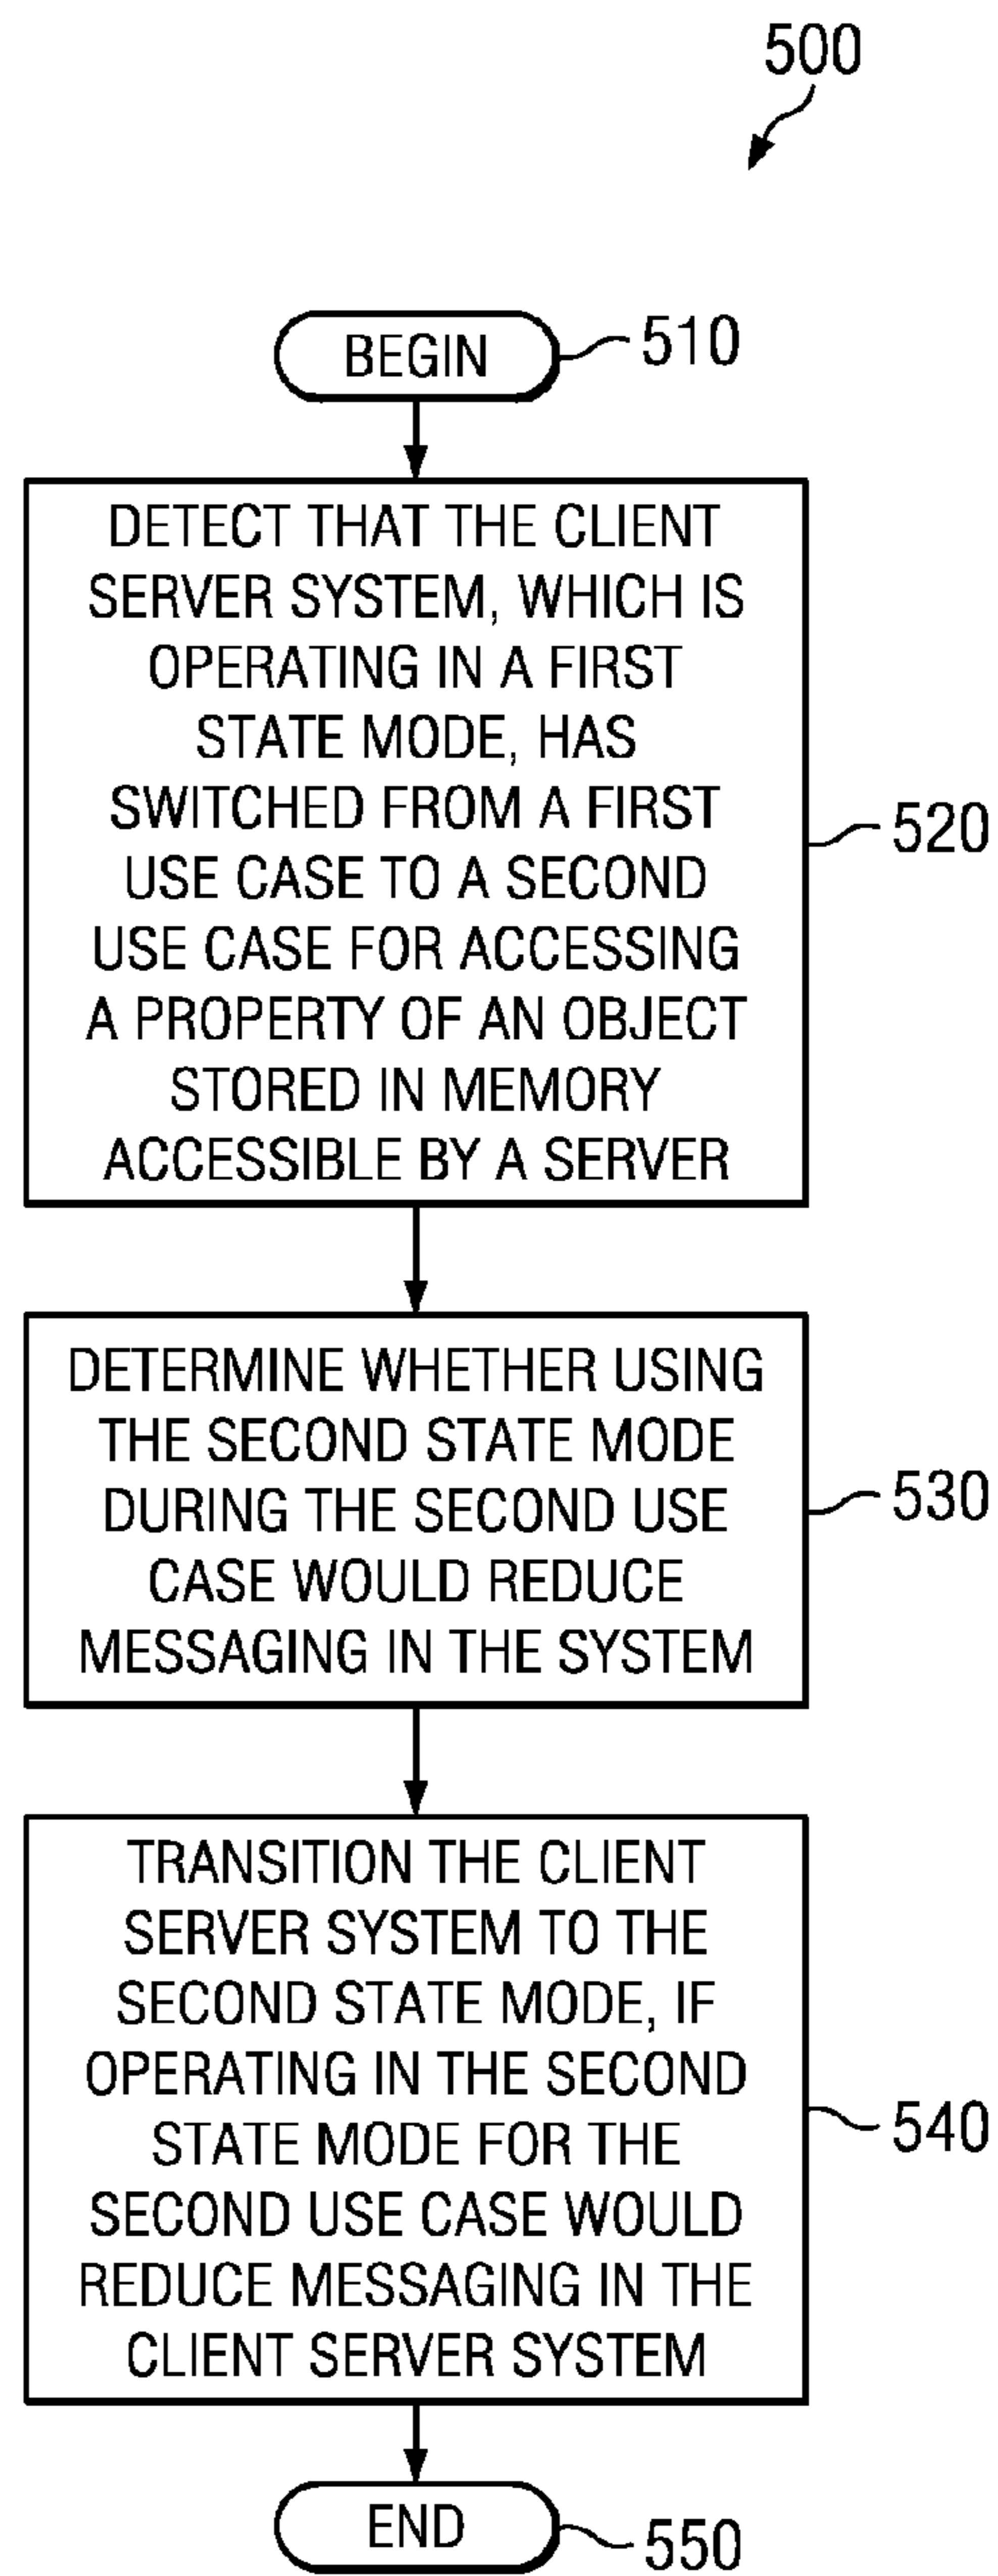 500
BEGIN
510
DETECT THAT THE CLIENT
SERVER SYSTEM, WHICH IS
OPERATING IN A FIRST
STATE MODE, HAS
SWITCHED FROM A FIRST
USE CASE TO A SECOND
USE CASE FOR ACCESSING
A PROPERTY OF AN OBJECT
STORED IN MEMORY
ACCESSIBLE BY A SERVER
520
DETERMINE WHETHER USING
THE SECOND STATE MODE
DURING THE SECOND USE
CASE WOULD REDUCE
MESSAGING IN THE SYSTEM
530
TRANSITION THE CLIENT
SERVER SYSTEM TO THE
SECOND STATE MODE, IF
OPERATING IN THE SECOND
STATE MODE FOR THE
SECOND USE CASE WOULD
REDUCE MESSAGING IN THE
CLIENT SERVER SYSTEM
540
END
550